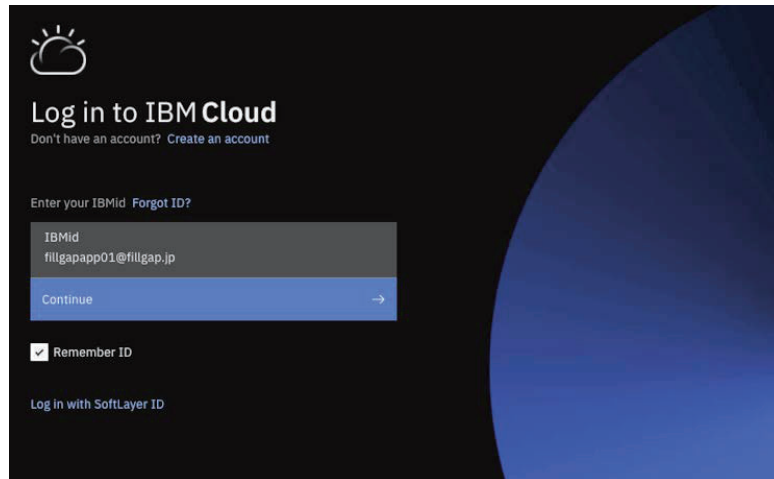 Log in to IBM Cloud
Don't have an account? Create an account
Enter your IBMid Forgot ID?
IBMid
fillgapapp01@fillgap.jp
Continue →
Remember ID
Log in with SoftLayer ID